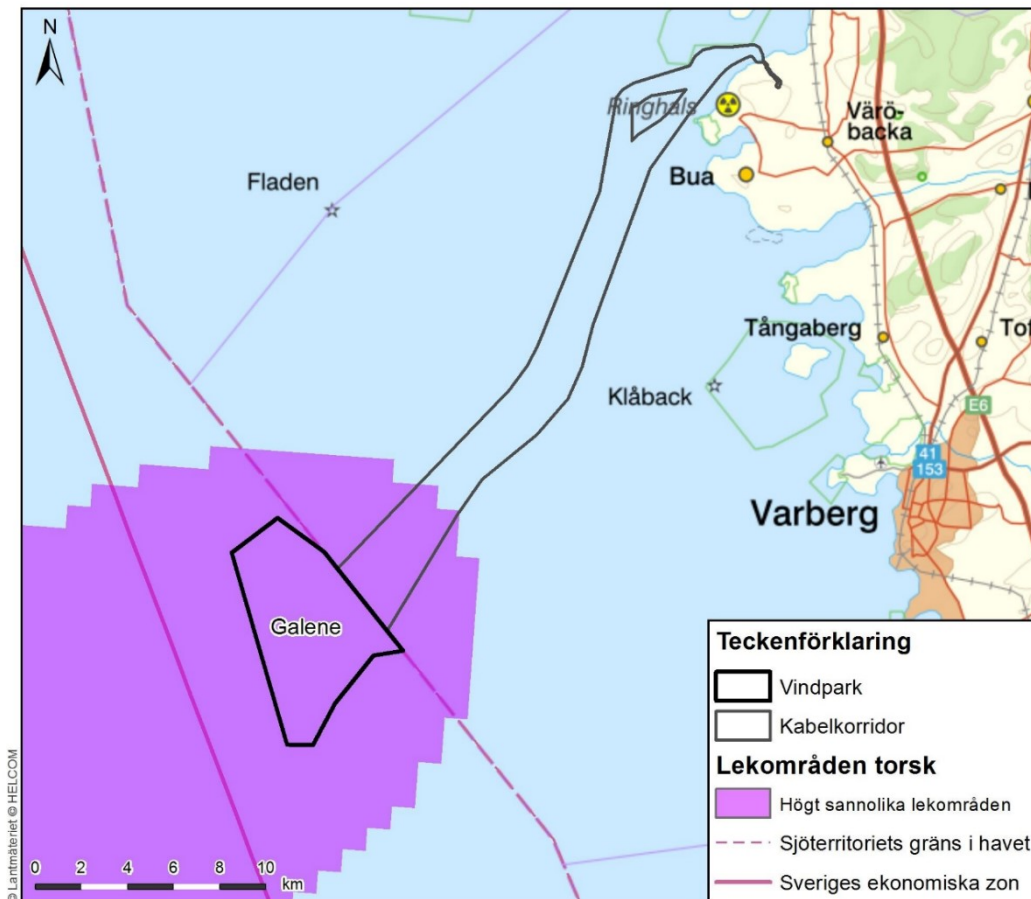 N
Ringhals
Värö-
backa
Fladen
Bua
Tångaberg
Tof
Klåback
E6
41
153
Varberg
Galene
Teckenförklaring
Vindpark
Kabelkorridor
Lekområden torsk
Högt sannolika lekområden
Sjöterritoriets gräns i havet
Sveriges ekonomiska zon
0 2 4 6 8 10
km
© Lantmäteriet © HELCOM